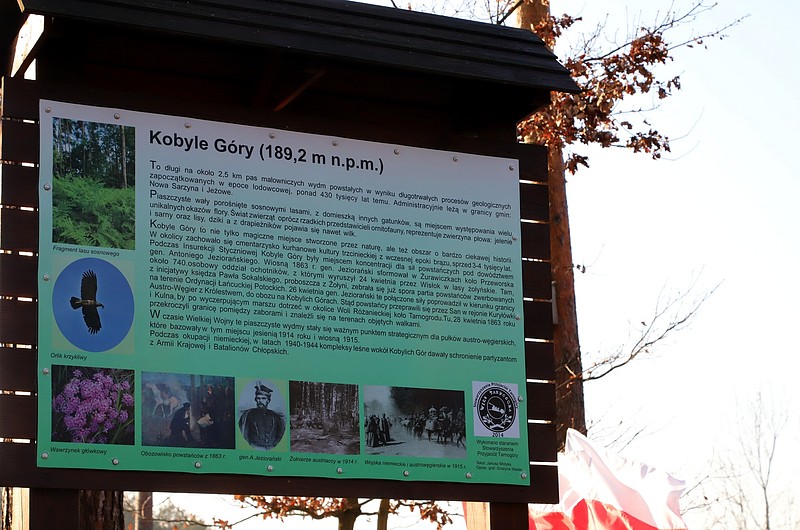 Kobyle Góry (189,2 m n.p.m.)
To długi na około 2,5 km pas malowniczych wydm powstałych w wyniku długotrwałych procesów geologicznych
zapoczątkowanych w epoce lodowcowej, ponad 430 tysięcy lat temu. Administracyjnie leżą w granicy gmin:
Nowa Sarzyna i Jeżowe.
Piaszczyste wały porośnięte sosnowymi lasami, z domieszką innych gatunków, są miejscem występowania wielu
unikalnych okazów flory. Świat zwierząt oprócz rzadkich przedstawicieli ornitofauny, reprezentuje zwierzyna płowa: jelenie
i sarny oraz lisy, dziki a z drapieżników pojawia się nawet wilk.
Kobyle Góry to nie tylko magiczne miejsce stworzone przez naturę, ale też obszar o bardzo ciekawej historii.
W okolicy zachowało się cmentarzysko kurhanowe kultury trzcinieckiej z wczesnej epoki brązu, sprzed 3-4 tysięcy lat.
Podczas Insurekcji Styczniowej Kobyle Góry były miejscem koncentracji dla sił powstańczych pod dowództwem
gen. Antoniego Jeziorańskiego. Wiosną 1863 r. gen. Jeziorański sformował w Żurawiczkach koło Przeworska
około 740.osobowy oddział ochotników, z którymi wyruszył 24 kwietnia przez Wisłok w lasy żołyńskie. Tam,
z inicjatywy księdza Pawła Sokalskiego, proboszcza z Żołyni, zebrała się już spora partia powstańców zwerbowanych
na terenie Ordynacji Łańcuckiej Potockich. 26 kwietnia gen. Jeziorański te połączone siły poprowadził w kierunku granicy
Austro-Węgier z Królestwem, do obozu na Kobylich Górach. Stąd powstańcy przeprawili się przez San w rejonie Kuryłówki
i Kulna, by po wyczerpującym marszu dotrzeć w okolice Woli Różanieckiej koło Tarnogrodu. Tu, 28 kwietnia 1863 roku
przekroczyli granicę pomiędzy zaborami i znaleźli się na terenach objętych walkami.
W czasie Wielkiej Wojny te piaszczyste wydmy stały się ważnym punktem strategicznym dla pułków austro-węgierskich,
które bazowały w tym miejscu jesienią 1914 roku i wiosną 1915.
Podczas okupacji niemieckiej, w latach 1940-1944 kompleksy leśne wokół Kobylich Gór dawały schronienie partyzantom
z Armii Krajowej i Batalionów Chłopskich.
Fragment lasu sosnowego
Orlik krzykliwy
Wawrzynek główkowy
Obozowisko powstańców z 1863 r.
gen. A. Jeziorański
Żołnierze austriaccy w 1914 r.
Wojska niemieckie i austrowęgierskie w 1915 r.
2014
Wykonano staraniem
Stowarzyszenia
Przyjaciół Tarnogóry